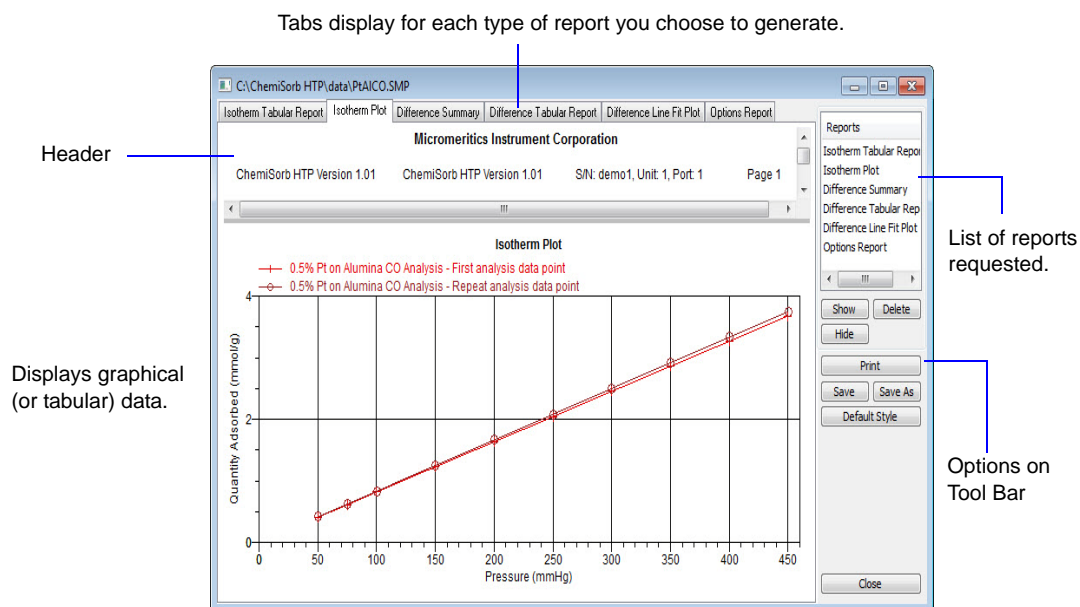 Tabs display for each type of report you choose to generate.
C:\ChemiSorb HTP\data\PtAlCO.SMP
Isotherm Tabular Report Isotherm Plot Difference Summary Difference Tabular Report Difference Line Fit Plot Options Report
Header
Micromeritics Instrument Corporation
ChemiSorb HTP Version 1.01 ChemiSorb HTP Version 1.01 S/N: demo1, Unit: 1, Port: 1 Page 1
Reports
Isotherm Tabular Repor
Isotherm Plot
Difference Summary
Difference Tabular Rep
Difference Line Fit Plot
Options Report
List of reports
requested.
Show Delete
Hide
Print
Save Save As
Default Style
Options on
Tool Bar
Close
Displays graphical
(or tabular) data.
Isotherm Plot
0.5% Pt on Alumina CO Analysis - First analysis data point
0.5% Pt on Alumina CO Analysis - Repeat analysis data point
Quantity Adsorbed (mmol/g)
4
2
0
0 50 100 150 200 250 300 350 400 450
Pressure (mmHg)